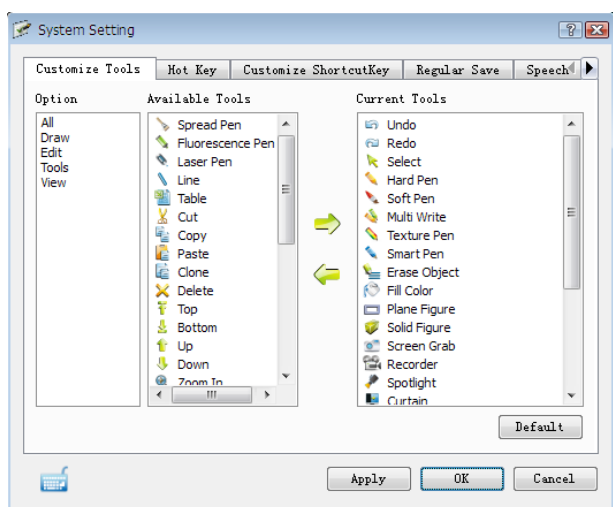 System Setting
Customize Tools
Hot Key
Customize ShortcutKey
Regular Save
Speech
Option
All
Draw
Edit
Tools
View
Available Tools
Spread Pen
Fluorescence Pen
Laser Pen
Line
Table
Cut
Copy
Paste
Clone
Delete
Top
Bottom
Up
Down
Zoom In
Current Tools
Undo
Redo
Select
Hard Pen
Soft Pen
Multi Write
Texture Pen
Smart Pen
Erase Object
Fill Color
Plane Figure
Solid Figure
Screen Grab
Recorder
Spotlight
Curtain
Default
Apply
OK
Cancel